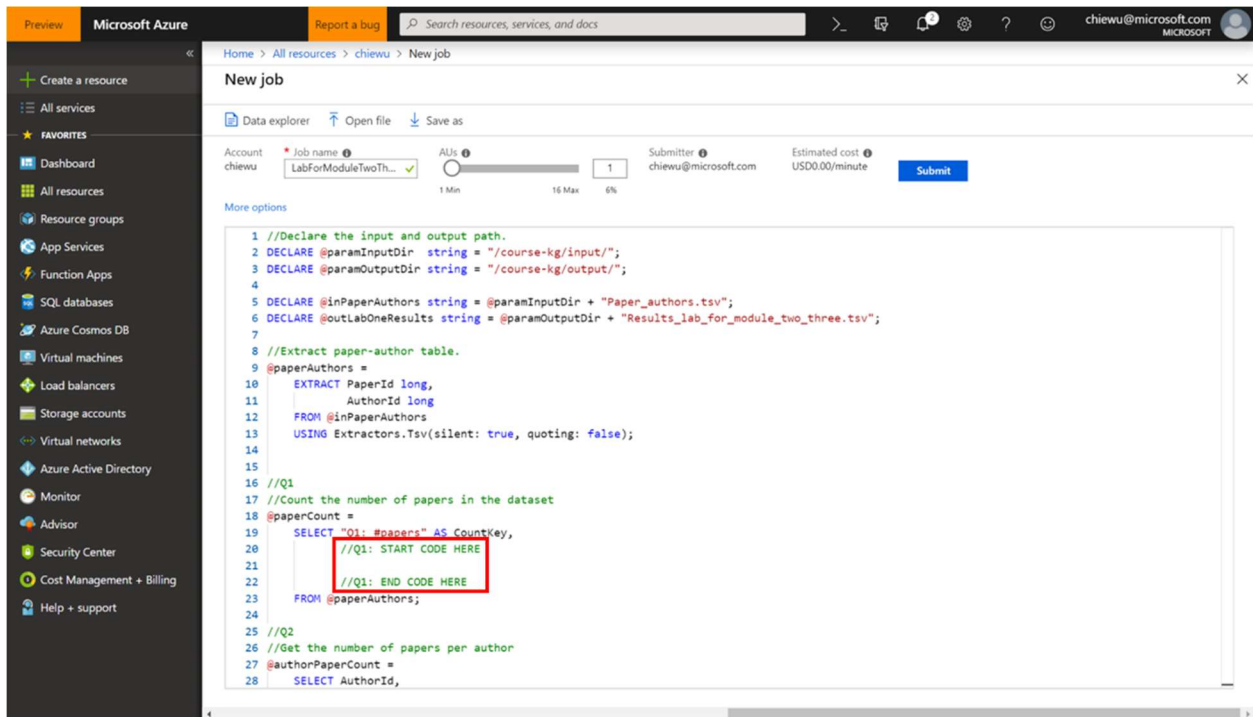 Preview Microsoft Azure Report a bug Search resources, services, and docs >_ 2 ? chiewu@microsoft.com
MICROSOFT
«
Create a resource
All services
FAVORITES
Dashboard
All resources
Resource groups
App Services
Function Apps
SQL databases
Azure Cosmos DB
Virtual machines
Load balancers
Storage accounts
Virtual networks
Azure Active Directory
Monitor
Advisor
Security Center
Cost Management + Billing
Help + support
Home > All resources > chiewu > New job
New job
Data explorer Open file Save as
Account * Job name AUs Submitter Estimated cost
chiewu LabForModuleTwoTh... 1 chiewu@microsoft.com USD0.00/minute Submit
1 Min 16 Max 6%
More options
1 //Declare the input and output path.
2 DECLARE @paramInputDir string = "/course-kg/input/";
3 DECLARE @paramOutputDir string = "/course-kg/output/";
4
5 DECLARE @inPaperAuthors string = @paramInputDir + "Paper_authors.tsv";
6 DECLARE @outLabOneResults string = @paramOutputDir + "Results_lab_for_module_two_three.tsv";
7
8 //Extract paper-author table.
9 @paperAuthors =
10 EXTRACT PaperId long,
11 AuthorId long
12 FROM @inPaperAuthors
13 USING Extractors.Tsv(silent: true, quoting: false);
14
15
16 //Q1
17 //Count the number of papers in the dataset
18 @paperCount =
19 SELECT "Q1: #papers" AS CountKey,
20 //Q1: START CODE HERE
21
22 //Q1: END CODE HERE
23 FROM @paperAuthors;
24
25 //Q2
26 //Get the number of papers per author
27 @authorPaperCount =
28 SELECT AuthorId,